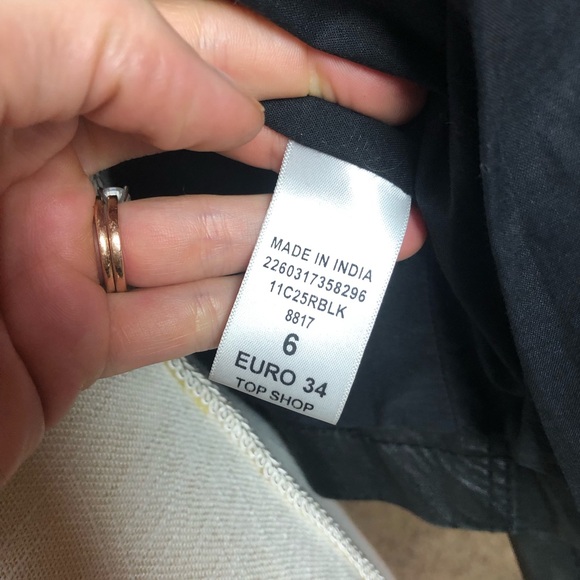 MADE IN INDIA
2260317358296
11C25RBLK
8817
6
EURO 34
TOP SHOP